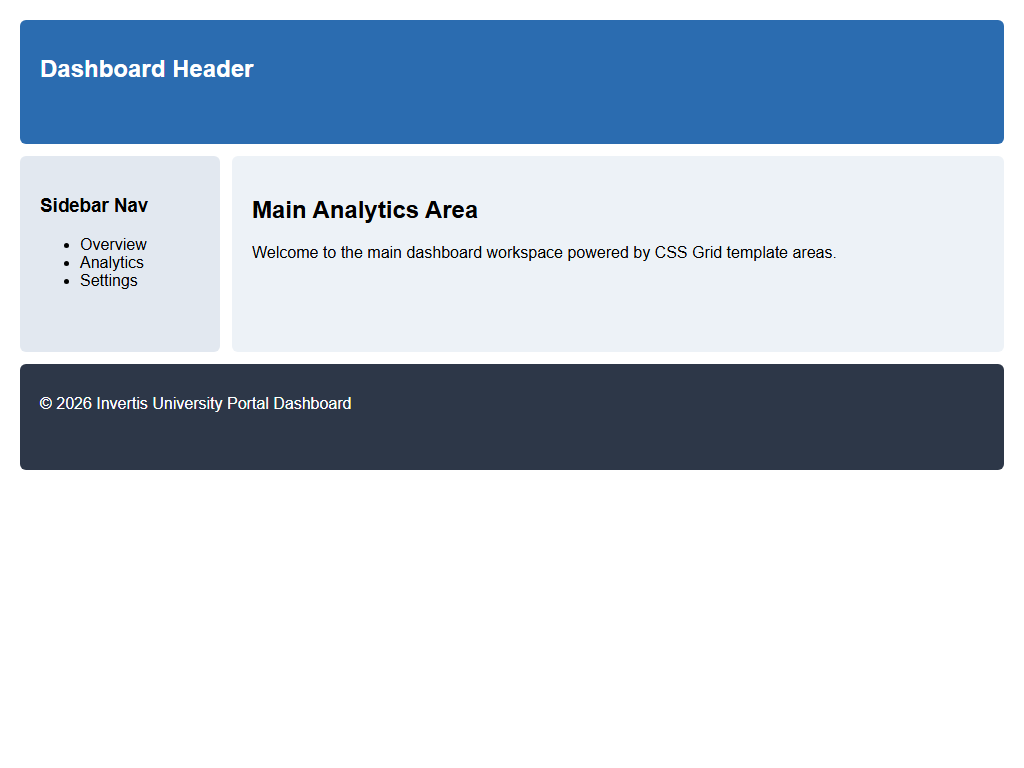 Dashboard Header
Sidebar Nav
Overview
Analytics
Settings
Main Analytics Area
Welcome to the main dashboard workspace powered by CSS Grid template areas.
© 2026 Invertis University Portal Dashboard